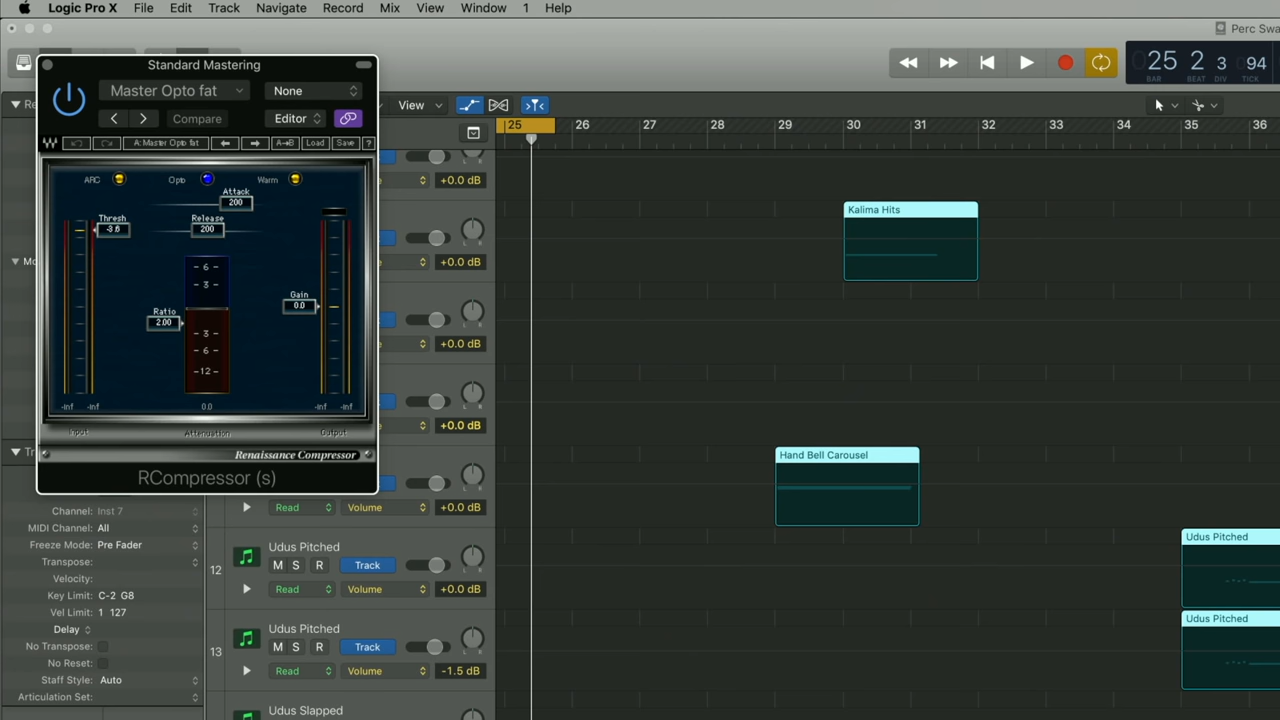 Logic Pro X File Edit Track Navigate Record Mix View Window 1 Help
Perc Swa
Standard Mastering
Master Opto fat
None
Compare
Editor
A: Master Opto fat
A→B
Load
Save
?
ARC
Opto
Warm
Attack
200
Thresh
-3.6
Release
200
6
3
Ratio
2.00
Gain
0.0
3
6
12
-Inf -Inf
0.0
-Inf -Inf
Input
Attenuation
Output
Renaissance Compressor
RCompressor (s)
25 2 3 94
BAR BEAT DIV TICK
View
25 26 27 28 29 30 31 32 33 34 35 36
+0.0 dB
L R
+0.0 dB
L R
+0.0 dB
L R
+0.0 dB
L R
Read Volume +0.0 dB
Channel: Inst 7
MIDI Channel: All
Freeze Mode: Pre Fader
Transpose:
Velocity:
Key Limit: C-2 G8
Vel Limit: 1 127
Delay
No Transpose:
No Reset:
Staff Style: Auto
Articulation Set:
12
Udus Pitched
M S R Track
L R
Read Volume +0.0 dB
13
Udus Pitched
M S R Track
L R
Read Volume -1.5 dB
Udus Slapped
Kalima Hits
Hand Bell Carousel
Udus Pitched
Udus Pitched